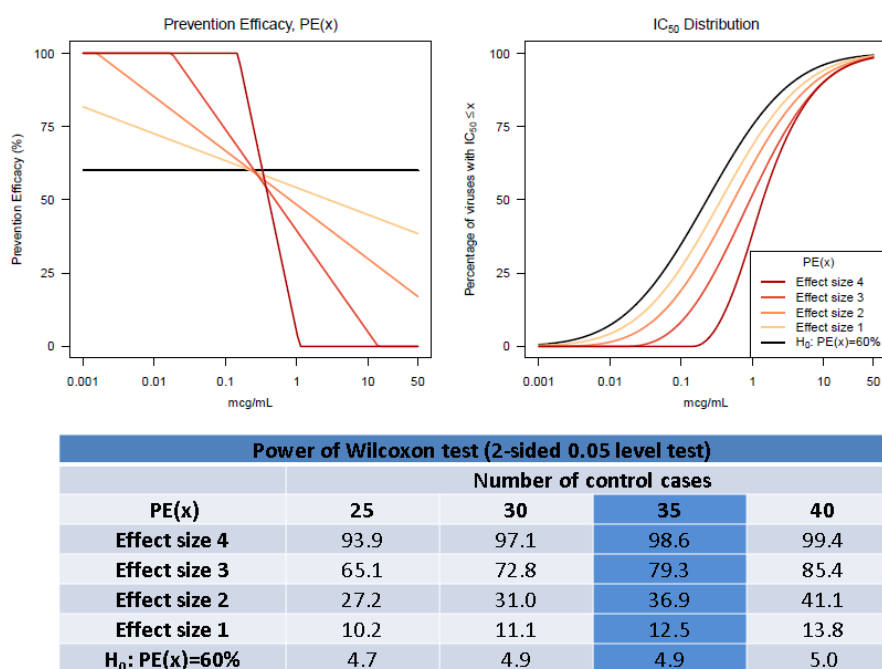 Prevention Efficacy, PE(x)
Prevention Efficacy (%)
100
75
50
25
0
0.001 0.01 0.1 1 10 50
mcg/mL
IC50 Distribution
Percentage of viruses with IC50 ≤x
100
75
50
25
0
PE(x)
Effect size 4
Effect size 3
Effect size 2
Effect size 1
H0: PE(x)=60%
0.001 0.01 0.1 1 10 50
mcg/mL
Power of Wilcoxon test (2-sided 0.05 level test)
Number of control cases
PE(x) 25 30 35 40
Effect size 4 93.9 97.1 98.6 99.4
Effect size 3 65.1 72.8 79.3 85.4
Effect size 2 27.2 31.0 36.9 41.1
Effect size 1 10.2 11.1 12.5 13.8
H0: PE(x)=60% 4.7 4.9 4.9 5.0